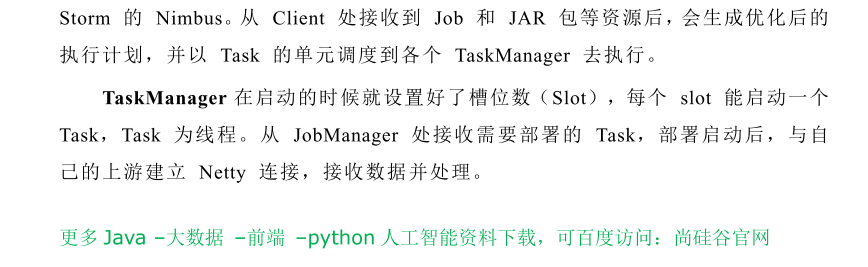 Storm 的 Nimbus。从 Client 处接收到 Job 和 JAR 包等资源后，会生成优化后的
执行计划，并以 Task 的单元调度到各个 TaskManager 去执行。
TaskManager 在启动的时候就设置好了槽位数（Slot），每个 slot 能启动一个
Task，Task 为线程。从 JobManager 处接收需要部署的 Task，部署启动后，与自
己的上游建立 Netty 连接，接收数据并处理。
更多 Java –大数据 –前端 –python 人工智能资料下载，可百度访问：尚硅谷官网